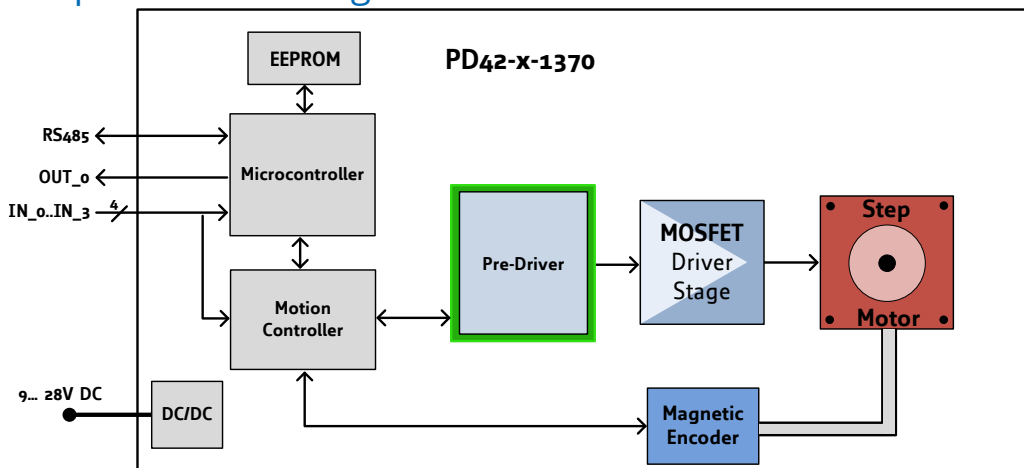 PD42-x-1370
EEPROM
RS485
OUT_0
IN_0..IN_3
4
Microcontroller
Pre-Driver
MOSFET
Driver
Stage
Step
Motor
Motion
Controller
9... 28V DC
DC/DC
Magnetic
Encoder